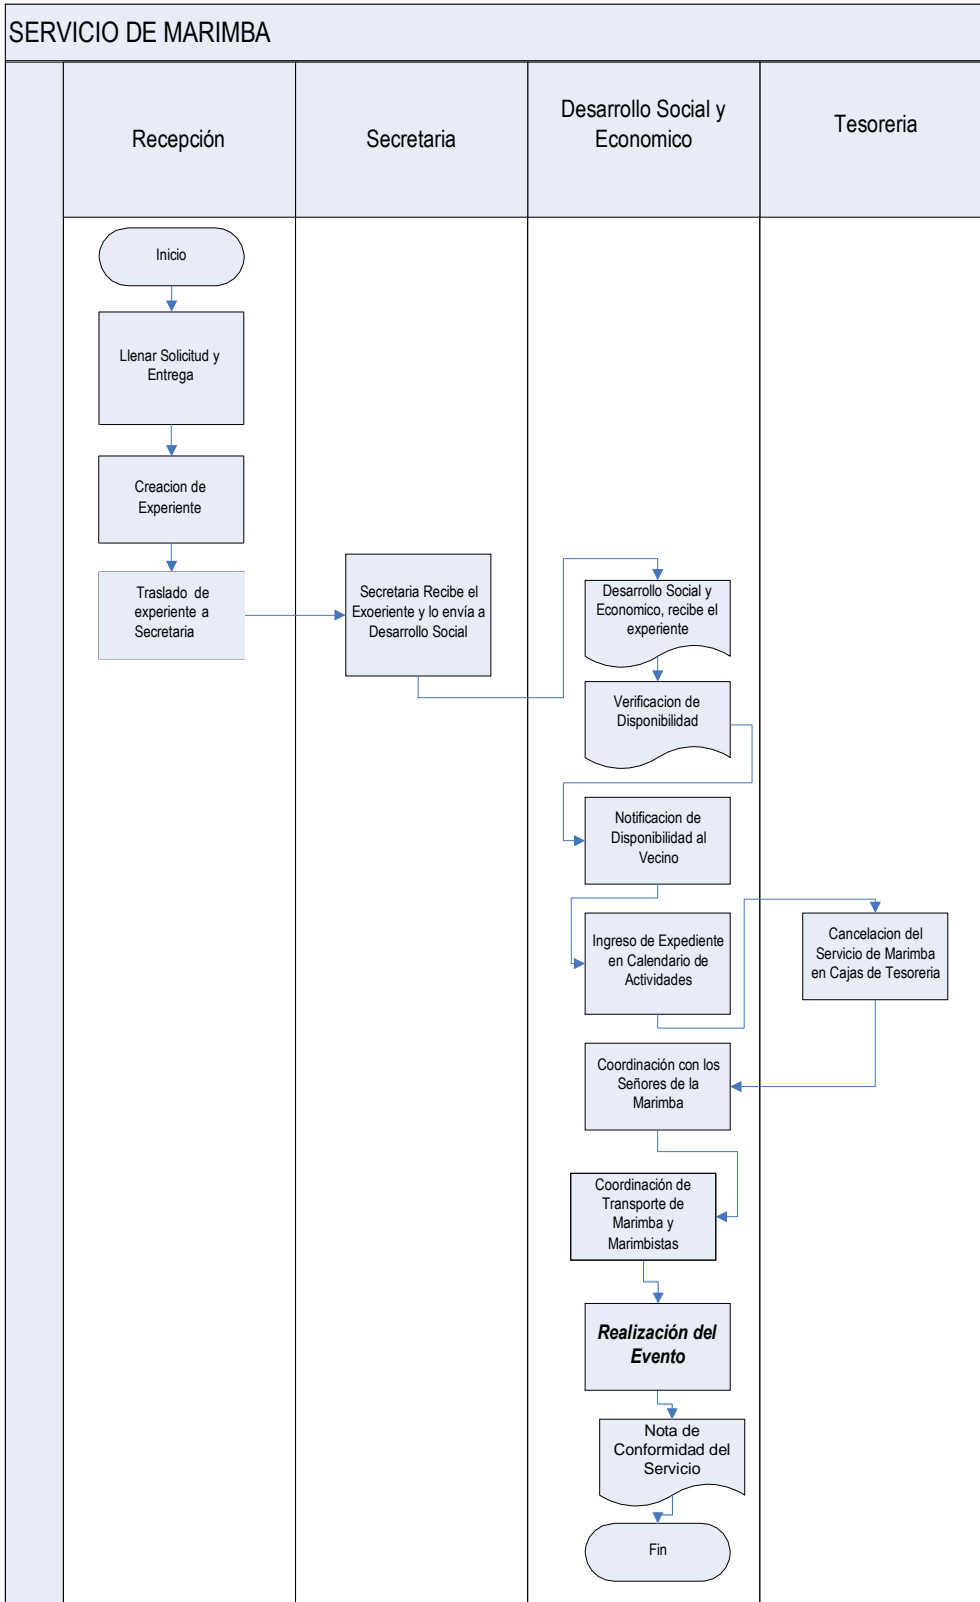 SERVICIO DE MARIMBA
Recepción
Secretaria
Desarrollo Social y
Economico
Tesoreria
Inicio
Llenar Solicitud y
Entrega
Creacion de
Experiente
Traslado de
experiente a
Secretaria
Secretaria Recibe el
Exoeriente y lo envía a
Desarrollo Social
Desarrollo Social y
Economico, recibe el
experiente
Verificacion de
Disponibilidad
Notificacion de
Disponibilidad al
Vecino
Ingreso de Expediente
en Calendario de
Actividades
Cancelacion del
Servicio de Marimba
en Cajas de Tesoreria
Coordinación con los
Señores de la
Marimba
Coordinación de
Transporte de
Marimba y
Marimbistas
Realización del
Evento
Nota de
Conformidad del
Servicio
Fin